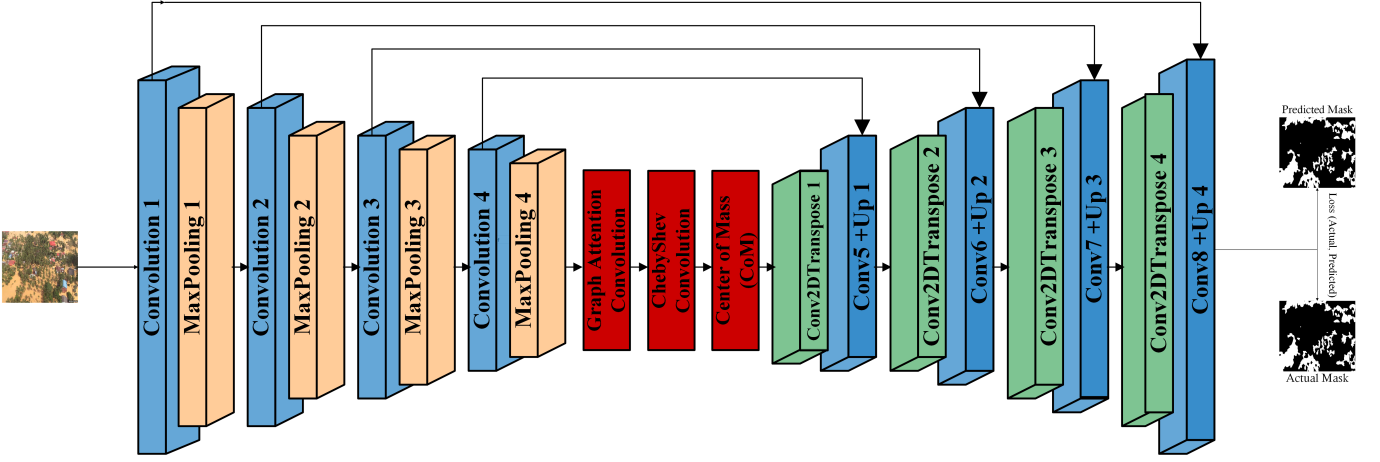 Convolution 1
MaxPooling 1
Convolution 2
MaxPooling 2
Convolution 3
MaxPooling 3
Convolution 4
MaxPooling 4
Graph Attention
Convolution
ChebyShev
Convolution
Center of Mass
(CoM)
Conv2DTranspose 1
Conv5 +Up 1
Conv2DTranspose 2
Conv6 +Up 2
Conv2DTranspose 3
Conv7 +Up 3
Conv2DTranspose 4
Conv8 +Up 4
Predicted Mask
Loss (Actual, Predicted)
Actual Mask